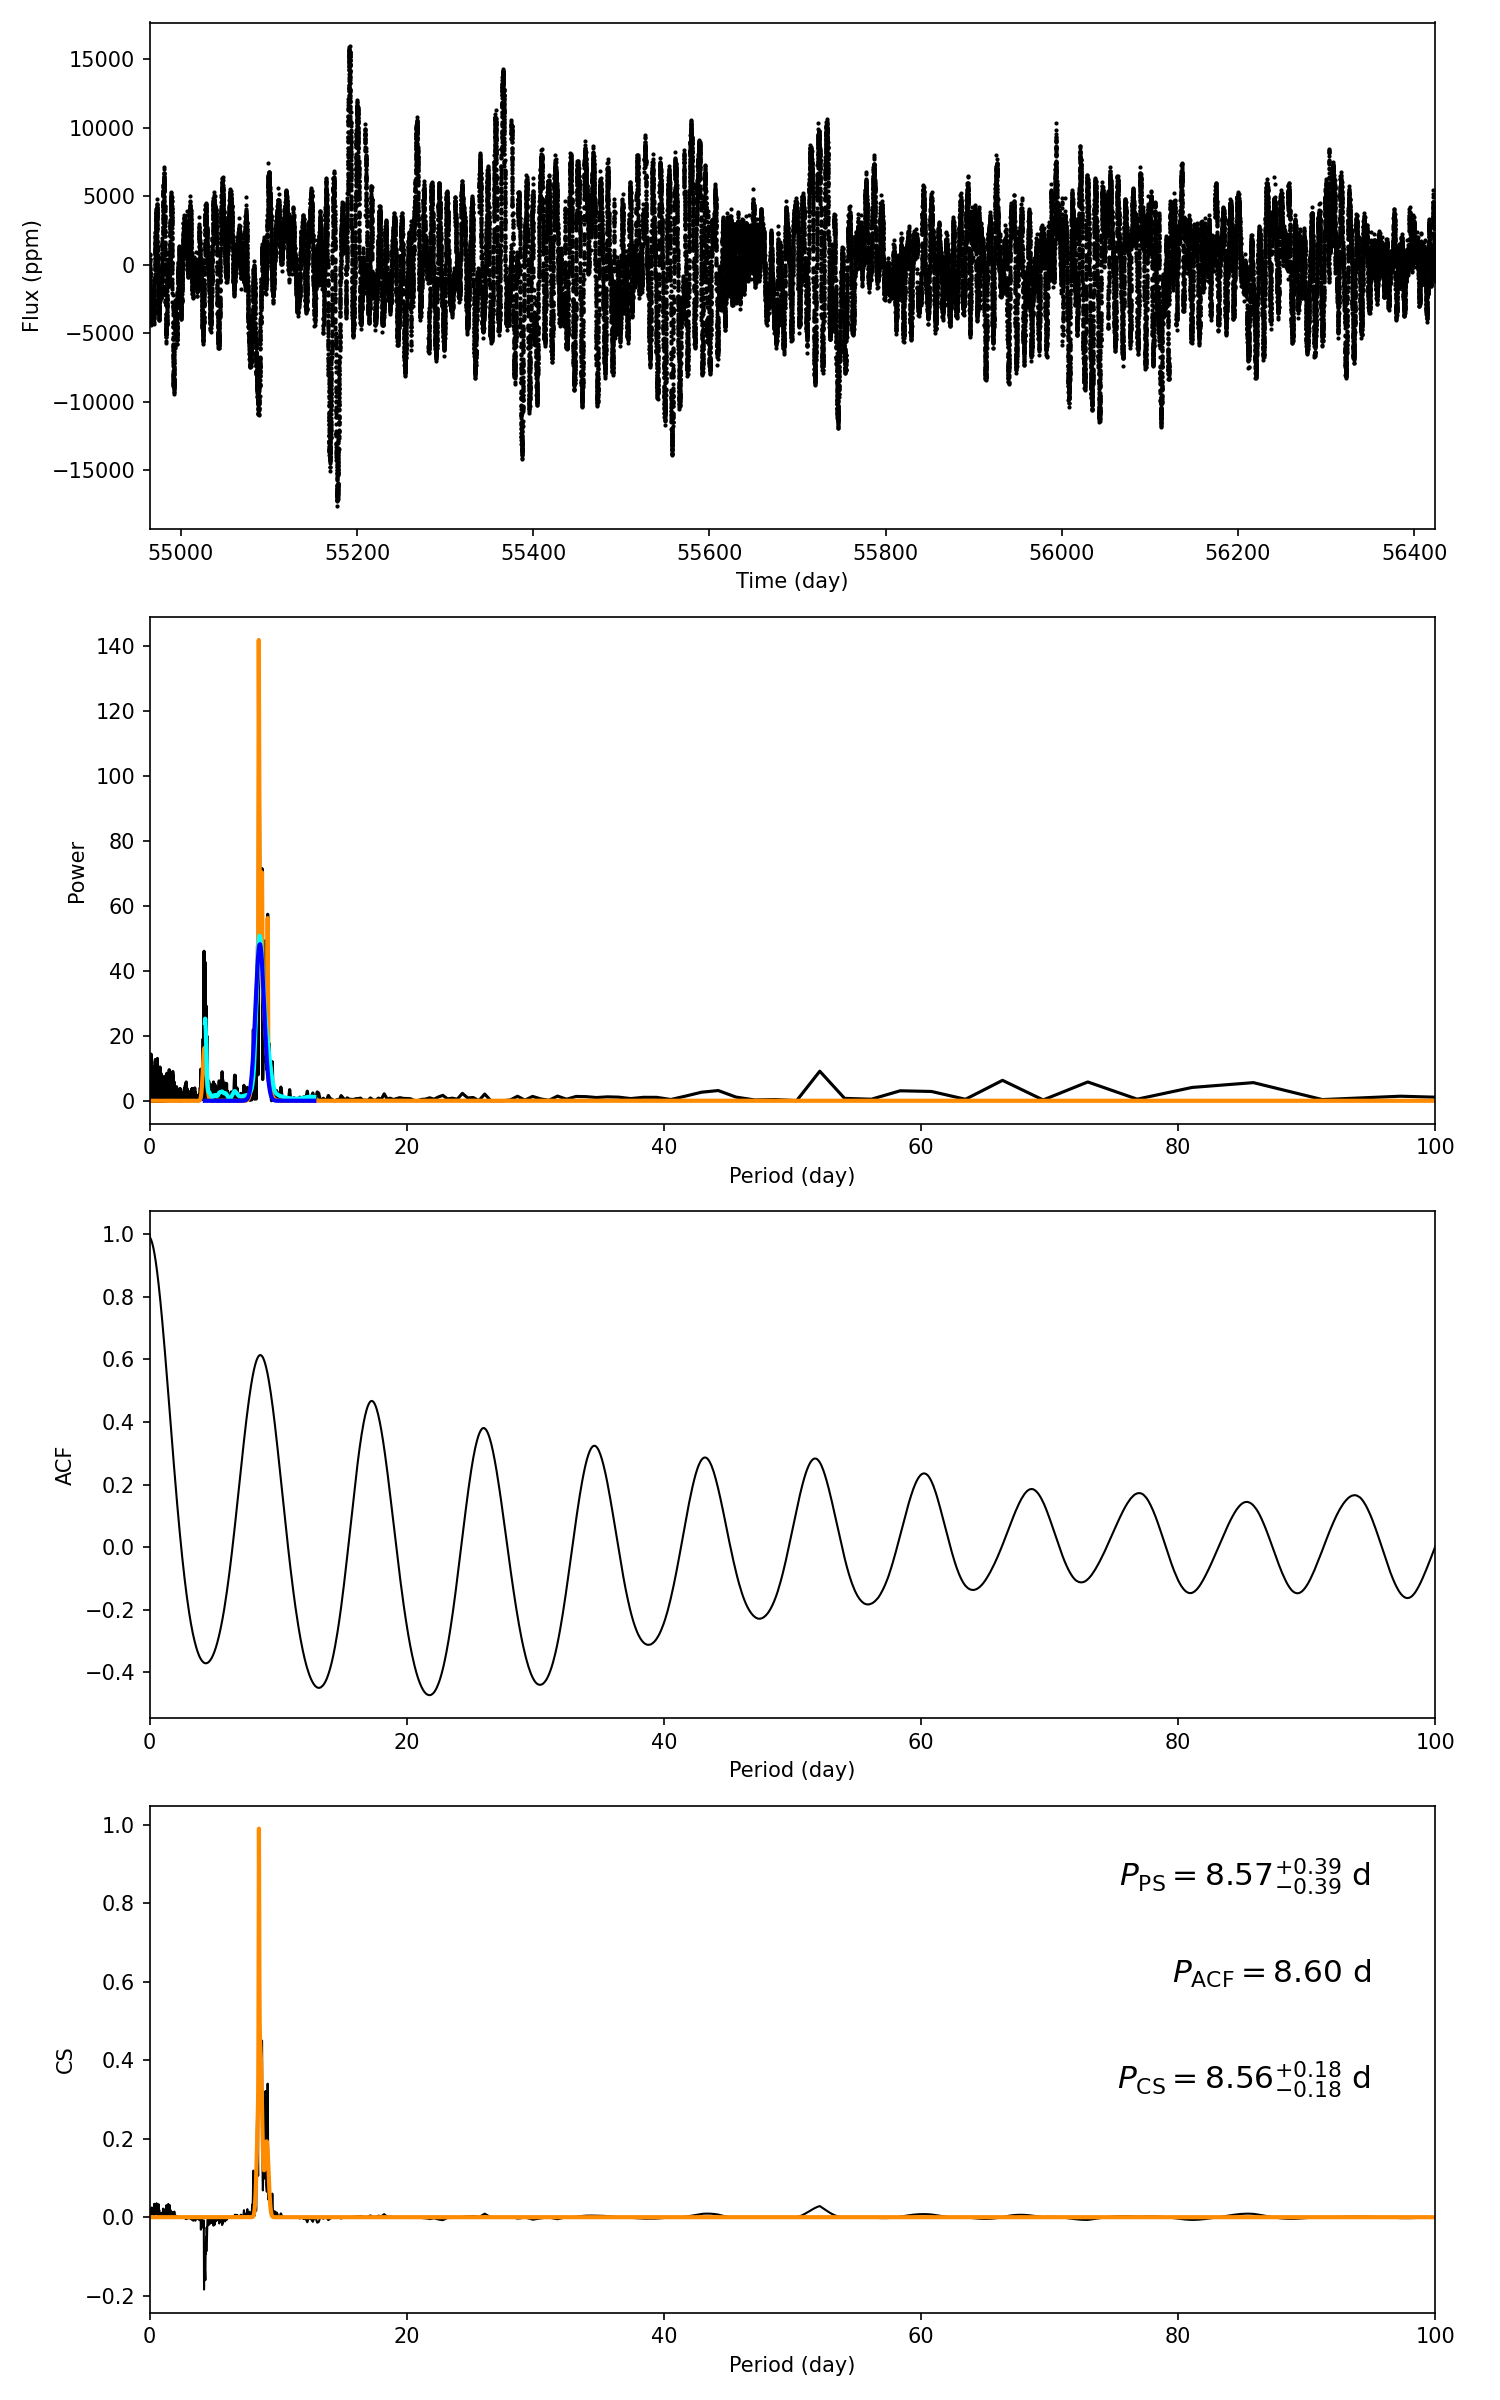 15000
10000
5000
0
−5000
−10000
−15000
Flux (ppm)
55000 55200 55400 55600 55800 56000 56200 56400
Time (day)
140
120
100
80
60
40
20
0
Power
0 20 40 60 80 100
Period (day)
1.0
0.8
0.6
0.4
0.2
0.0
−0.2
−0.4
ACF
0 20 40 60 80 100
Period (day)
1.0
0.8
0.6
0.4
0.2
0.0
−0.2
CS
P_PS = 8.57^{+0.39}_{−0.39} d
P_ACF = 8.60 d
P_CS = 8.56^{+0.18}_{−0.18} d
0 20 40 60 80 100
Period (day)